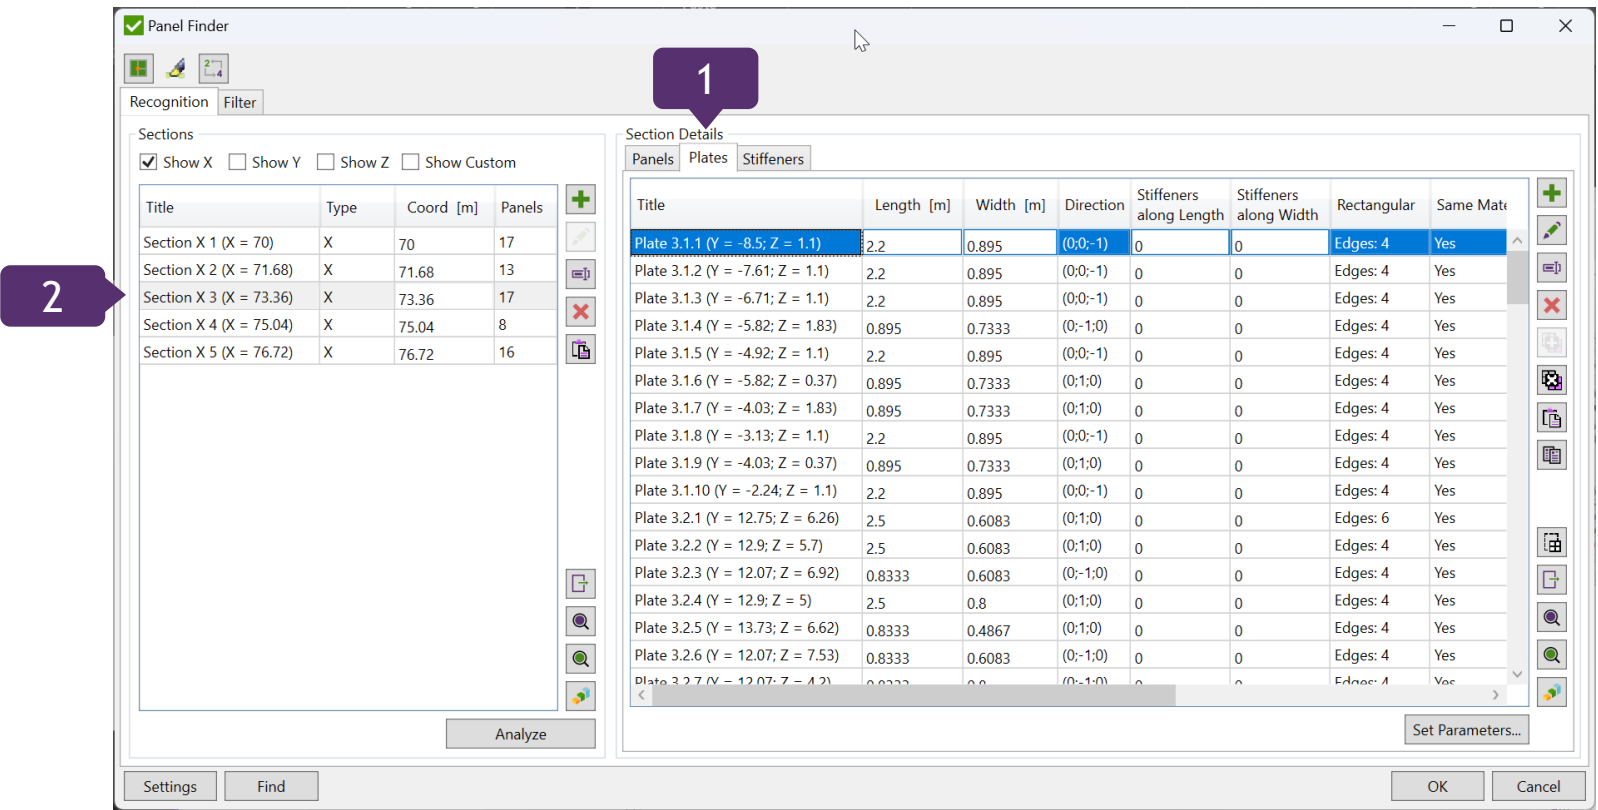 Panel Finder
1
Recognition Filter
Sections
Show X Show Y Show Z Show Custom
Title Type Coord [m] Panels
Section X 1 (X = 70) X 70 17
Section X 2 (X = 71.68) X 71.68 13
2
Section X 3 (X = 73.36) X 73.36 17
Section X 4 (X = 75.04) X 75.04 8
Section X 5 (X = 76.72) X 76.72 16
Analyze
Section Details
Panels Plates Stiffeners
Title Length [m] Width [m] Direction Stiffeners along Length Stiffeners along Width Rectangular Same Mate
Plate 3.1.1 (Y = -8.5; Z = 1.1) 2.2 0.895 (0;0;-1) 0 0 Edges: 4 Yes
Plate 3.1.2 (Y = -7.61; Z = 1.1) 2.2 0.895 (0;0;-1) 0 0 Edges: 4 Yes
Plate 3.1.3 (Y = -6.71; Z = 1.1) 2.2 0.895 (0;0;-1) 0 0 Edges: 4 Yes
Plate 3.1.4 (Y = -5.82; Z = 1.83) 0.895 0.7333 (0;-1;0) 0 0 Edges: 4 Yes
Plate 3.1.5 (Y = -4.92; Z = 1.1) 2.2 0.895 (0;0;-1) 0 0 Edges: 4 Yes
Plate 3.1.6 (Y = -5.82; Z = 0.37) 0.895 0.7333 (0;1;0) 0 0 Edges: 4 Yes
Plate 3.1.7 (Y = -4.03; Z = 1.83) 0.895 0.7333 (0;1;0) 0 0 Edges: 4 Yes
Plate 3.1.8 (Y = -3.13; Z = 1.1) 2.2 0.895 (0;0;-1) 0 0 Edges: 4 Yes
Plate 3.1.9 (Y = -4.03; Z = 0.37) 0.895 0.7333 (0;1;0) 0 0 Edges: 4 Yes
Plate 3.1.10 (Y = -2.24; Z = 1.1) 2.2 0.895 (0;0;-1) 0 0 Edges: 4 Yes
Plate 3.2.1 (Y = 12.75; Z = 6.26) 2.5 0.6083 (0;1;0) 0 0 Edges: 6 Yes
Plate 3.2.2 (Y = 12.9; Z = 5.7) 2.5 0.6083 (0;1;0) 0 0 Edges: 4 Yes
Plate 3.2.3 (Y = 12.07; Z = 6.92) 0.8333 0.6083 (0;-1;0) 0 0 Edges: 4 Yes
Plate 3.2.4 (Y = 12.9; Z = 5) 2.5 0.8 (0;1;0) 0 0 Edges: 4 Yes
Plate 3.2.5 (Y = 13.73; Z = 6.62) 0.8333 0.4867 (0;1;0) 0 0 Edges: 4 Yes
Plate 3.2.6 (Y = 12.07; Z = 7.53) 0.8333 0.6083 (0;-1;0) 0 0 Edges: 4 Yes
Plate 3.2.7 (Y = 12.07; Z = 4.2) 0.8333 0.8 (0;-1;0) 0 0 Edges: 4 Yes
Set Parameters...
Settings Find OK Cancel